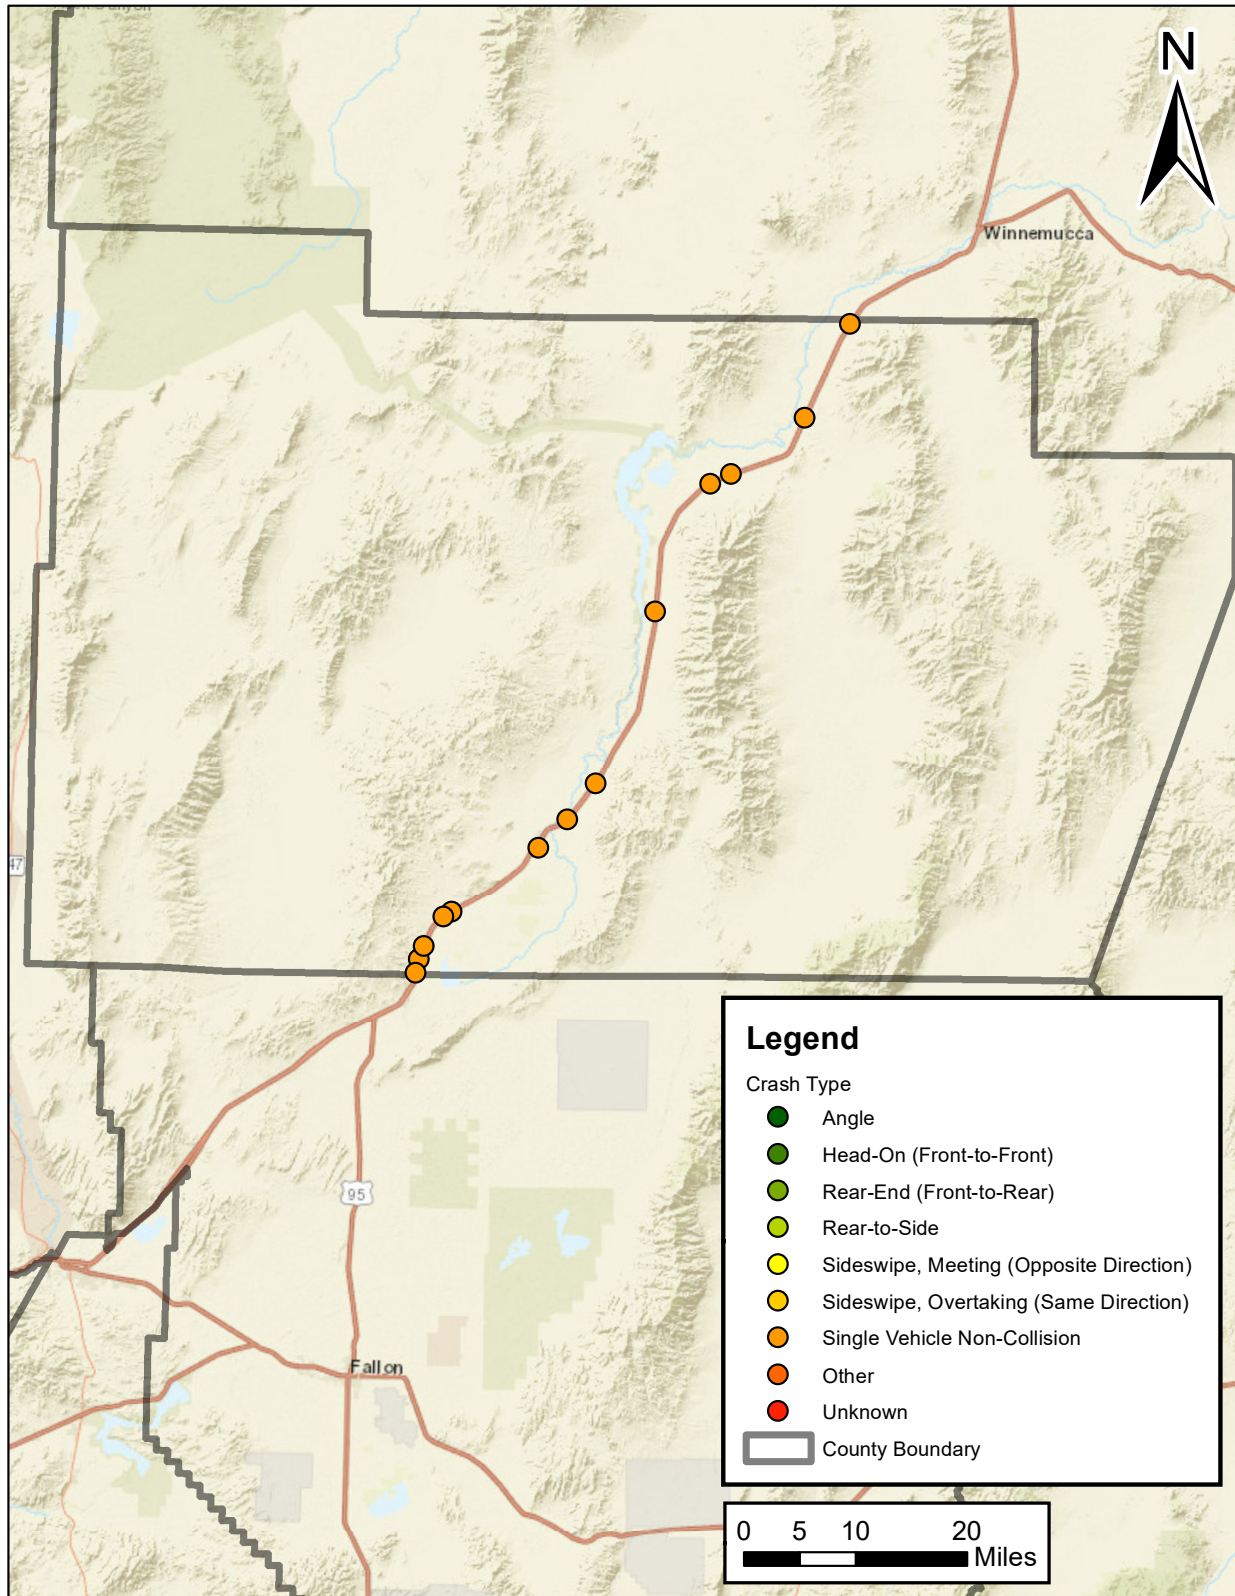 N
Winnemucca
47
95
Fallon
Legend
Crash Type
Angle
Head-On (Front-to-Front)
Rear-End (Front-to-Rear)
Rear-to-Side
Sideswipe, Meeting (Opposite Direction)
Sideswipe, Overtaking (Same Direction)
Single Vehicle Non-Collision
Other
Unknown
County Boundary
0 5 10 20
Miles